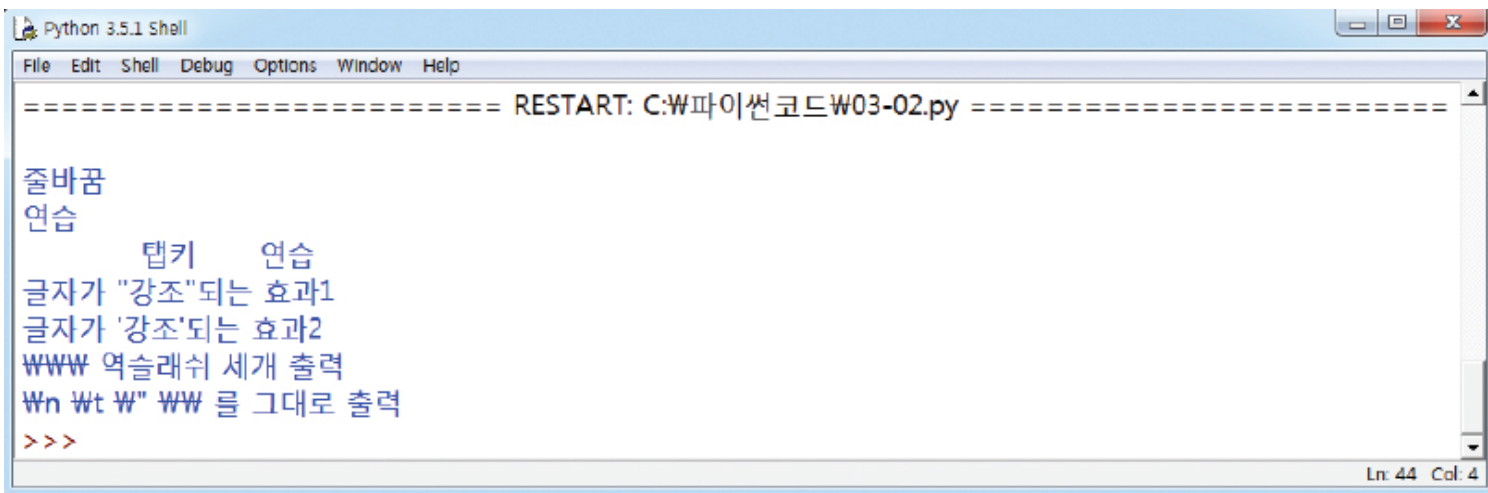 Python 3.5.1 Shell
File Edit Shell Debug Options Window Help
========================= RESTART: C:₩파이썬코드₩03-02.py =========================
줄바꿈
연습
탭키 연습
글자가 "강조"되는 효과1
글자가 '강조'되는 효과2
₩₩₩ 역슬래쉬 세개 출력
₩n ₩t ₩" ₩₩ 를 그대로 출력
>>>
Ln: 44 Col: 4